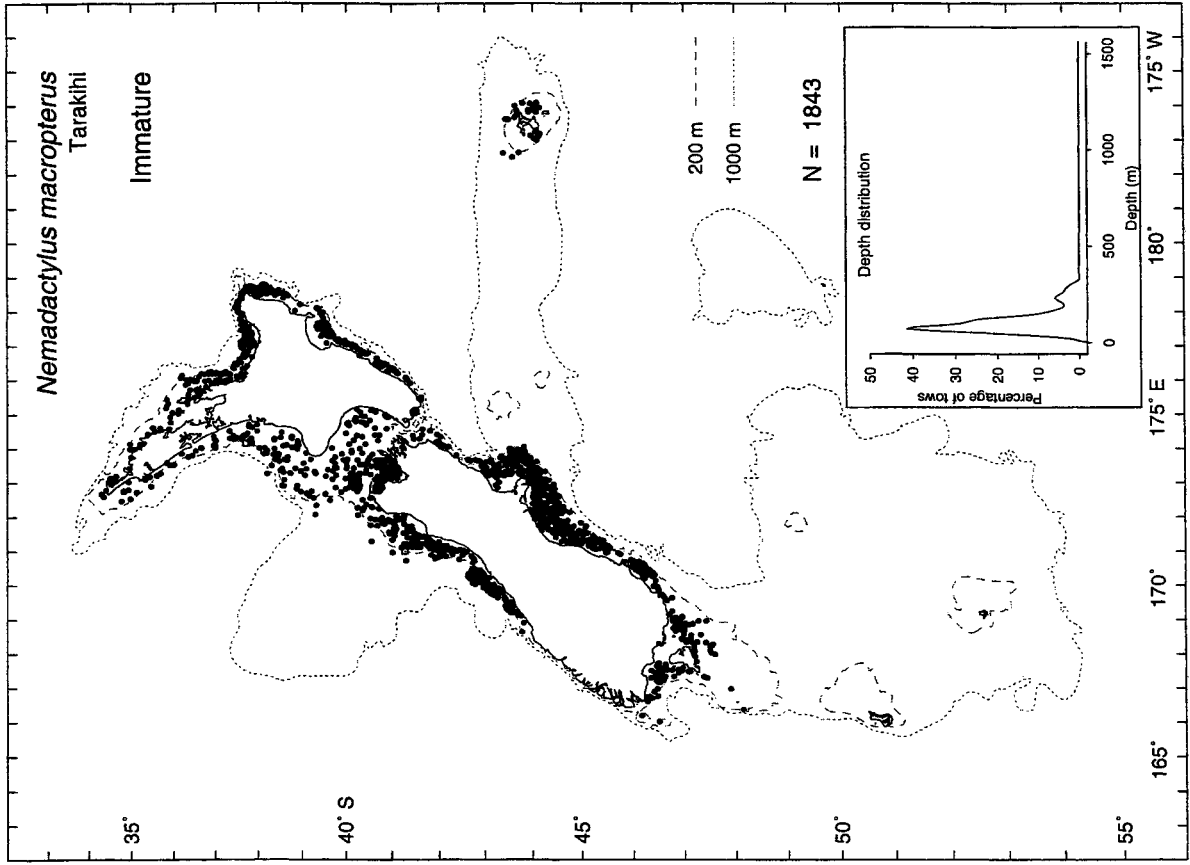 Nemadactylus macropterus
Tarakihi
Immature
200 m
1000 m
N = 1843
35°
40° S
45°
50°
55°
165°
170°
175° E
180°
175° W
Depth distribution
Percentage of tows
50
40
30
20
10
0
0
500
1000
1500
Depth (m)